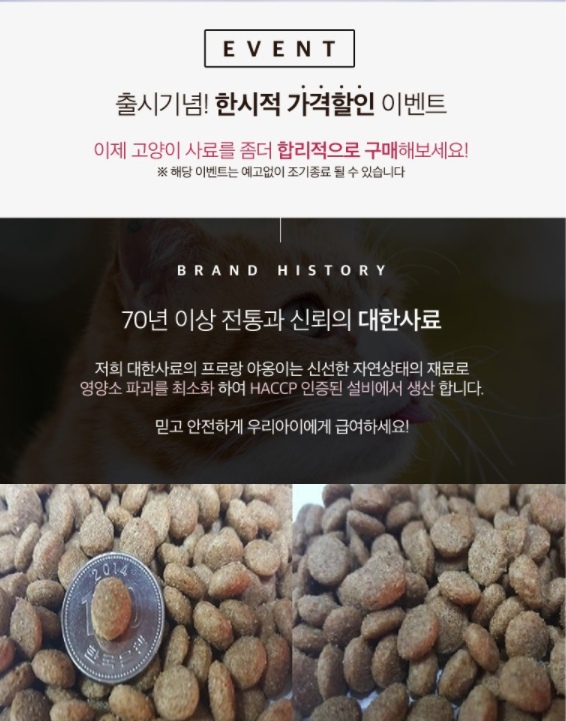 EVENT
출시기념! 한시적 가격할인 이벤트
이제 고양이 사료를 좀더 합리적으로 구매해보세요!
※ 해당 이벤트는 예고없이 조기종료 될 수 있습니다
BRAND HISTORY
70년 이상 전통과 신뢰의 대한사료
저희 대한사료의 프로랑 야옹이는 신선한 자연상태의 재료로
영양소 파괴를 최소화 하여 HACCP 인증된 설비에서 생산 합니다.
믿고 안전하게 우리아이에게 급여하세요!
2014
한국은행